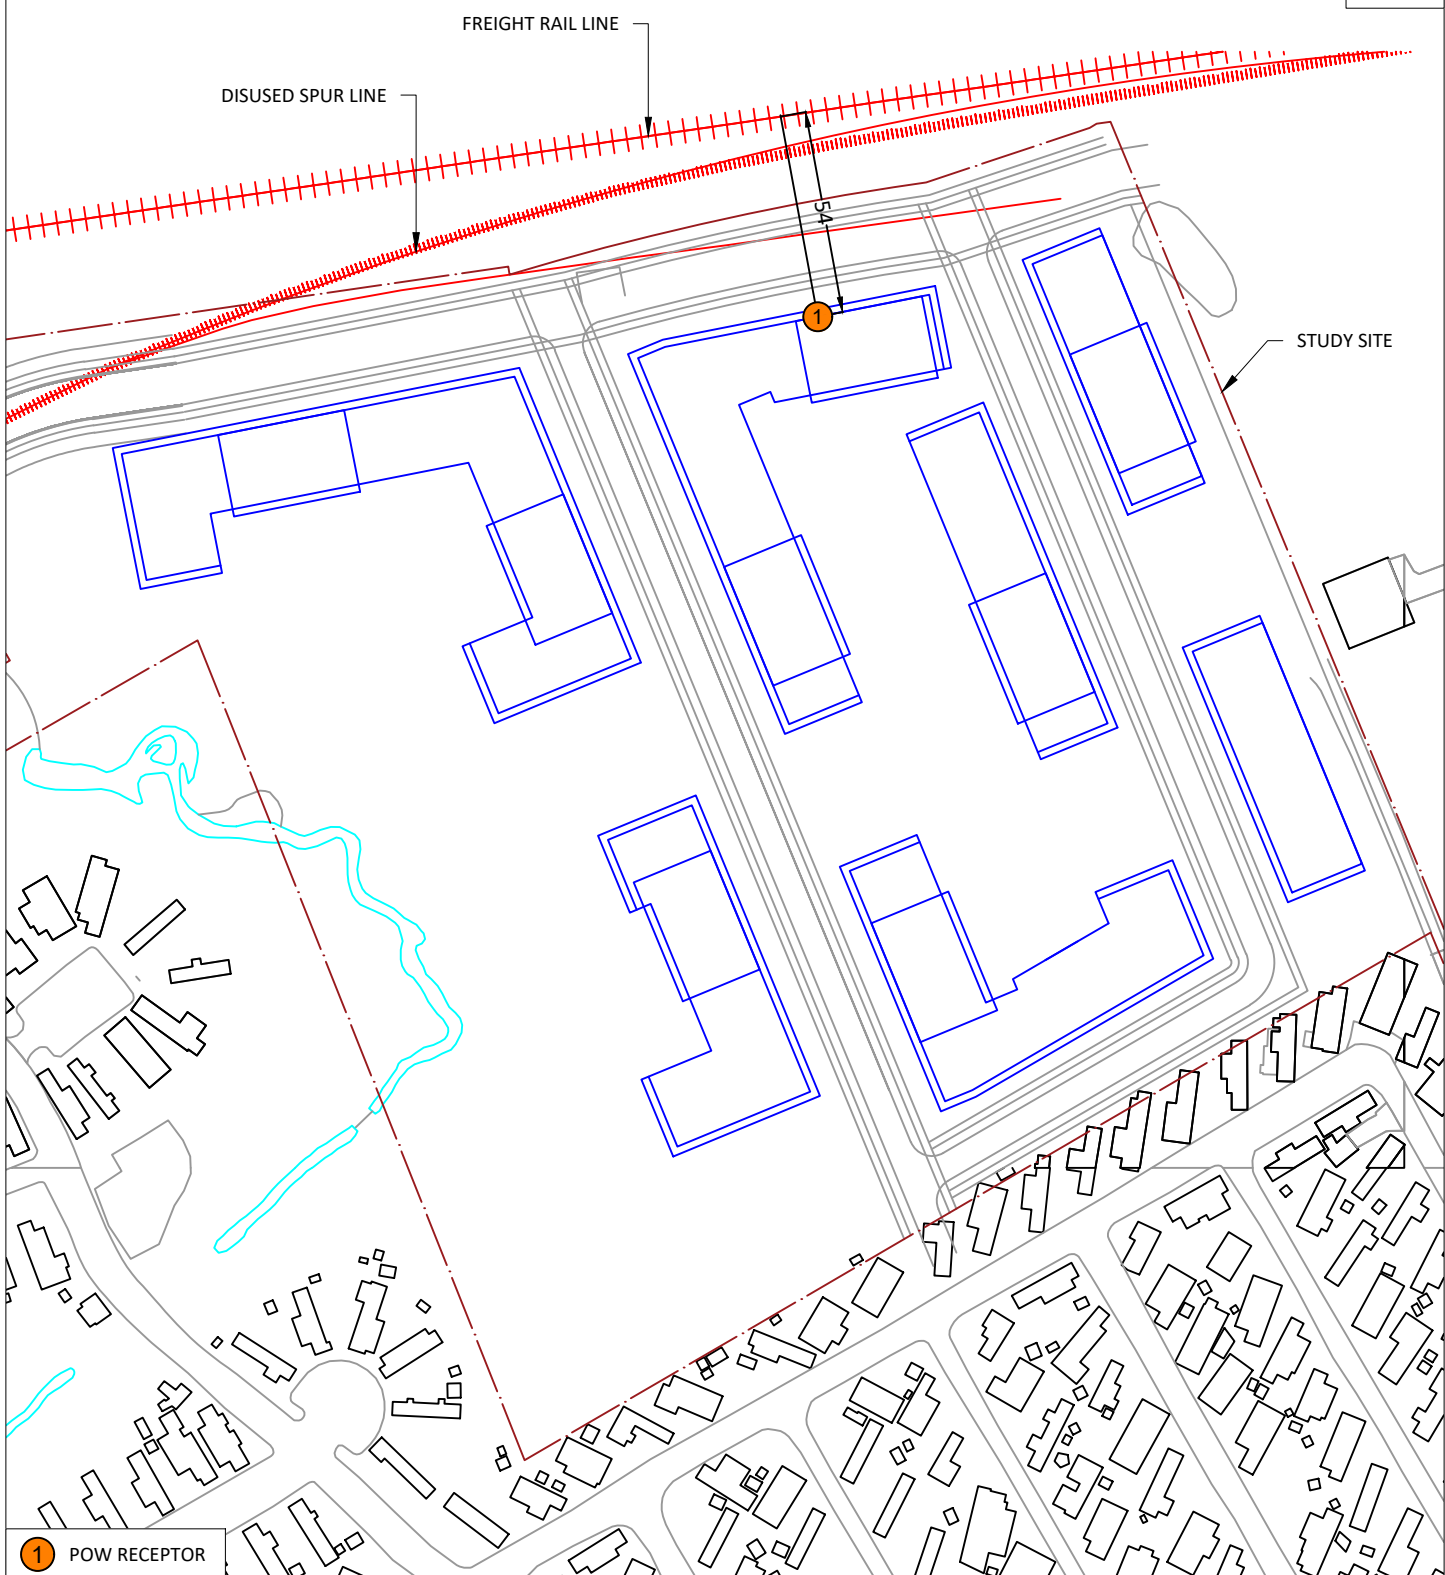 FREIGHT RAIL LINE
DISUSED SPUR LINE
54
1
STUDY SITE
1 POW RECEPTOR